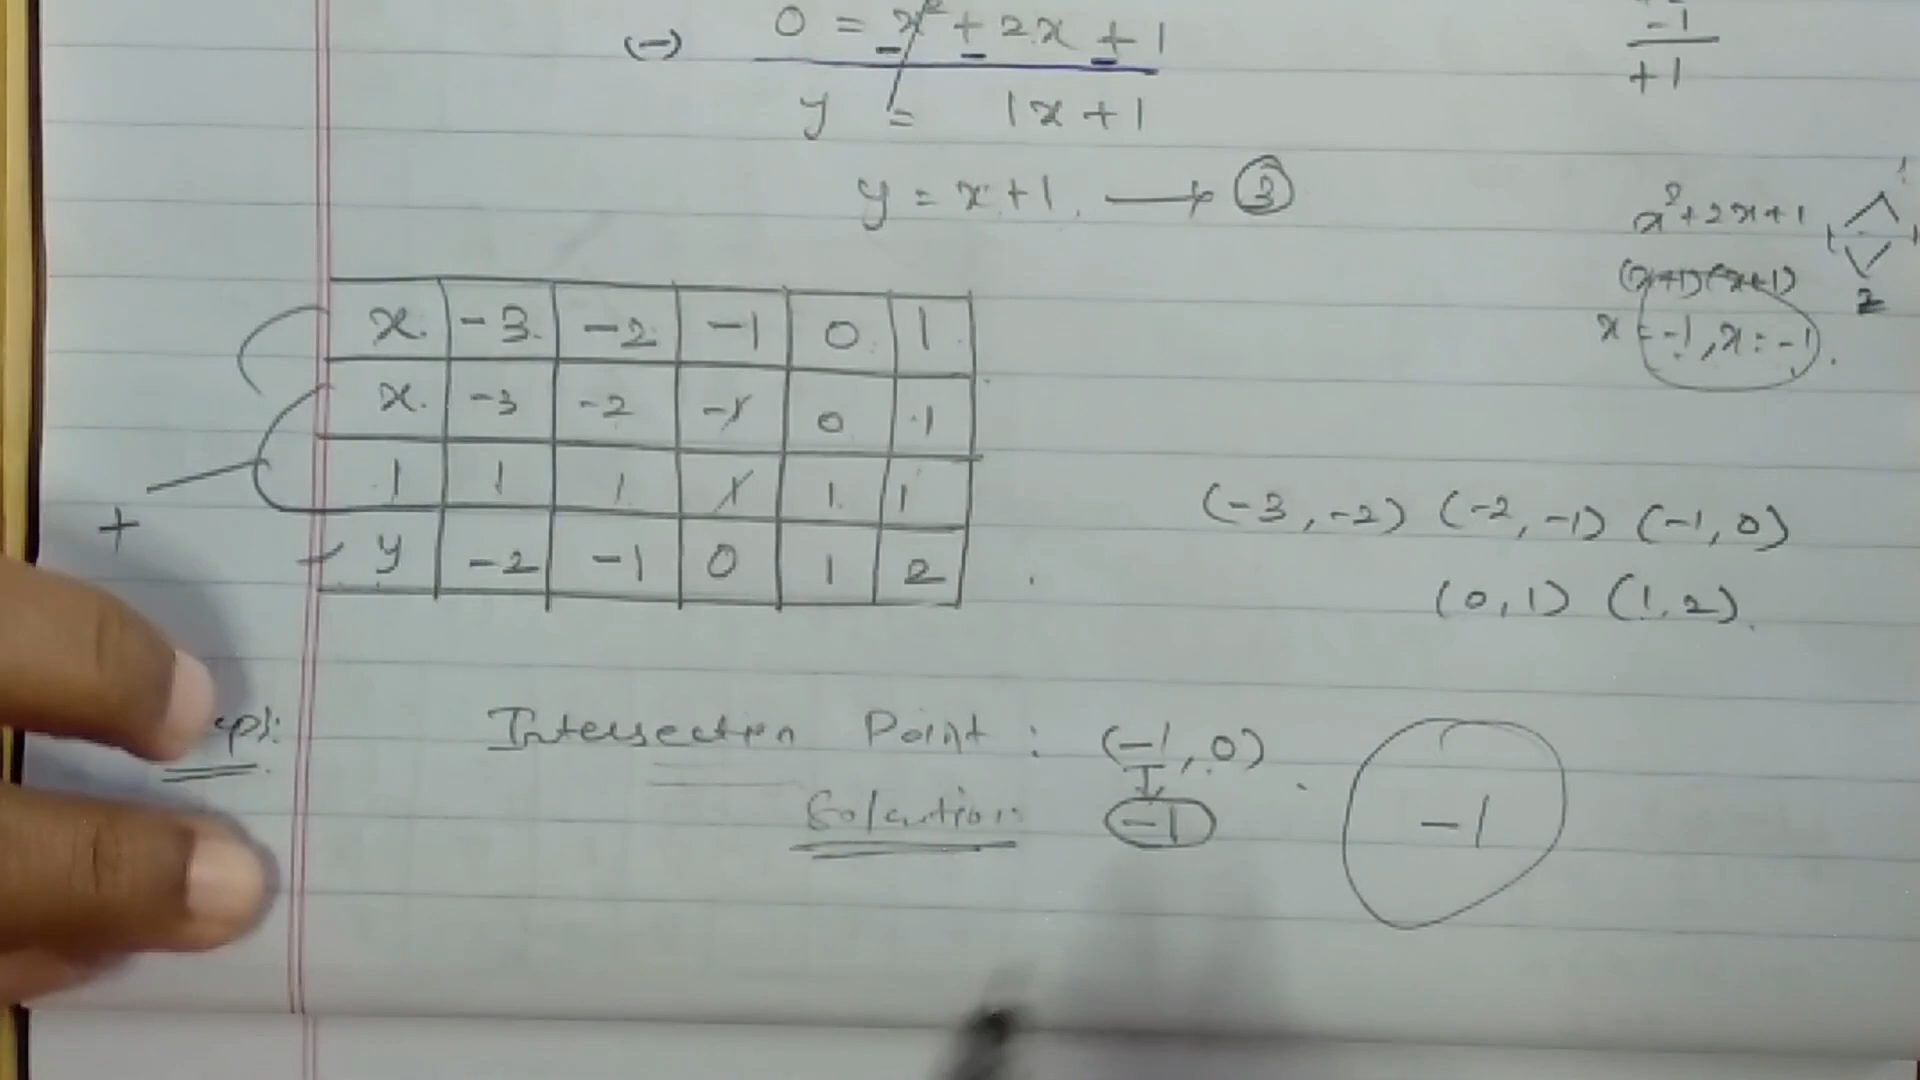 0 = x² + 2x + 1
(-) - - -
y = 1x + 1
y = x + 1. → ③
-1
+1
x² + 2x + 1
(x+1)(x+1)
2
x = -1, x = -1.
x. -3. -2. -1 0. 1.
x. -3 -2 -1 0 1
1 1 1 1 1 1
y -2 -1 0 1 2
+
(-3, -2) (-2, -1) (-1, 0)
(0, 1) (1, 2).
Intersection Point : (-1, 0).
Solution: -1
-1